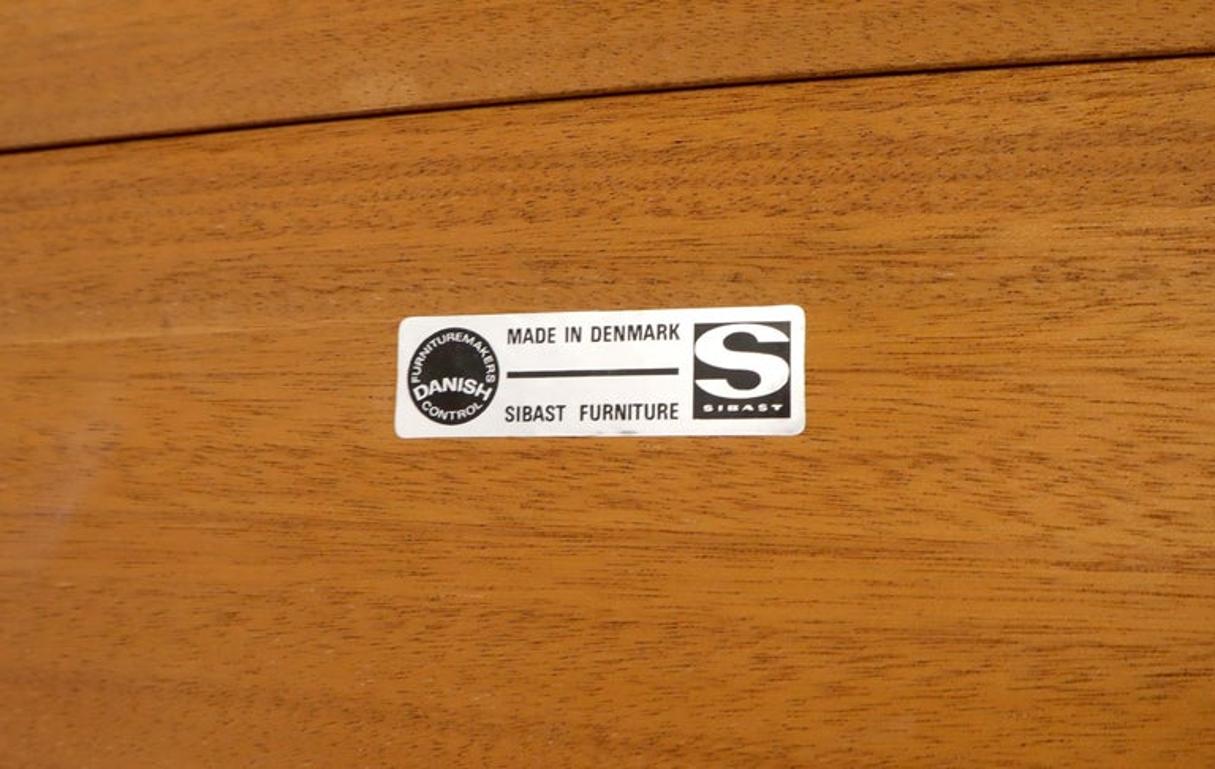 FURNITUREMAKERS
DANISH
CONTROL
MADE IN DENMARK
SIBAST FURNITURE
S
SIBAST